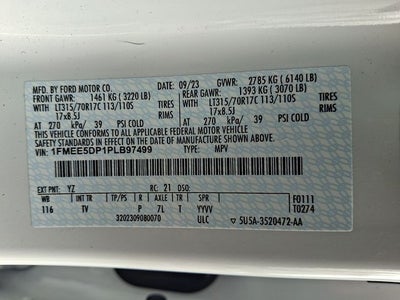 MFD. BY FORD MOTOR CO. DATE: 09/23 GVWR: 2785 KG (6140 LB)
FRONT GAWR: 1461 KG (3220 LB) REAR GAWR: 1393 KG (3070 LB)
WITH LT315/70R17C 113/110S TIRES WITH LT315/70R17C 113/110S TIRES
17x8.5J RIMS 17x8.5J RIMS
AT 270 kPa/ 39 PSI COLD AT 270 kPa/ 39 PSI COLD
THIS VEHICLE CONFORMS TO ALL APPLICABLE FEDERAL MOTOR VEHICLE
SAFETY STANDARDS IN EFFECT ON THE DATE OF MANUFACTURE SHOWN ABOVE.
VIN: 1FMEE5DP1PLB97499 TYPE: MPV
EXT PNT: YZ RC: 21 DSO:
WB INT TR TP/PS R AXLE TR SPR F0111
116 TV P 7L T YYVV T0274
3202309080070 ULC 5U5A-3520472-AA